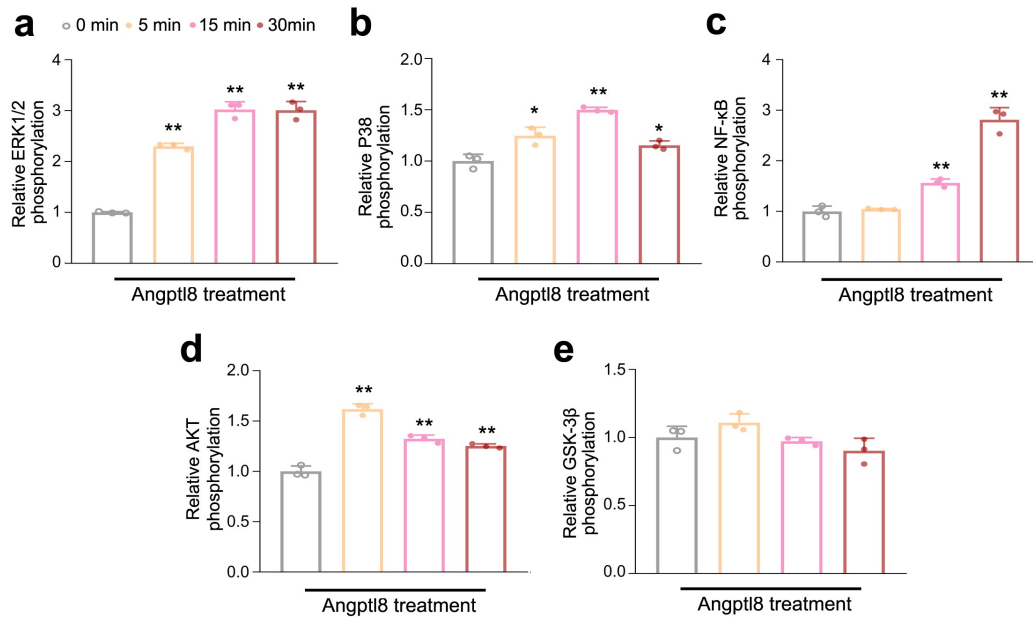 a
0 min 5 min 15 min 30min
4
3
2
1
0
Relative ERK1/2
phosphorylation
**
**
**
Angptl8 treatment
b
2.0
1.5
1.0
0.5
0.0
Relative P38
phosphorylation
*
**
*
Angptl8 treatment
c
4
3
2
1
0
Relative NF-κB
phosphorylation
**
**
Angptl8 treatment
d
2.0
1.5
1.0
0.5
0.0
Relative AKT
phosphorylation
**
**
**
Angptl8 treatment
e
1.5
1.0
0.5
0.0
Relative GSK-3β
phosphorylation
Angptl8 treatment